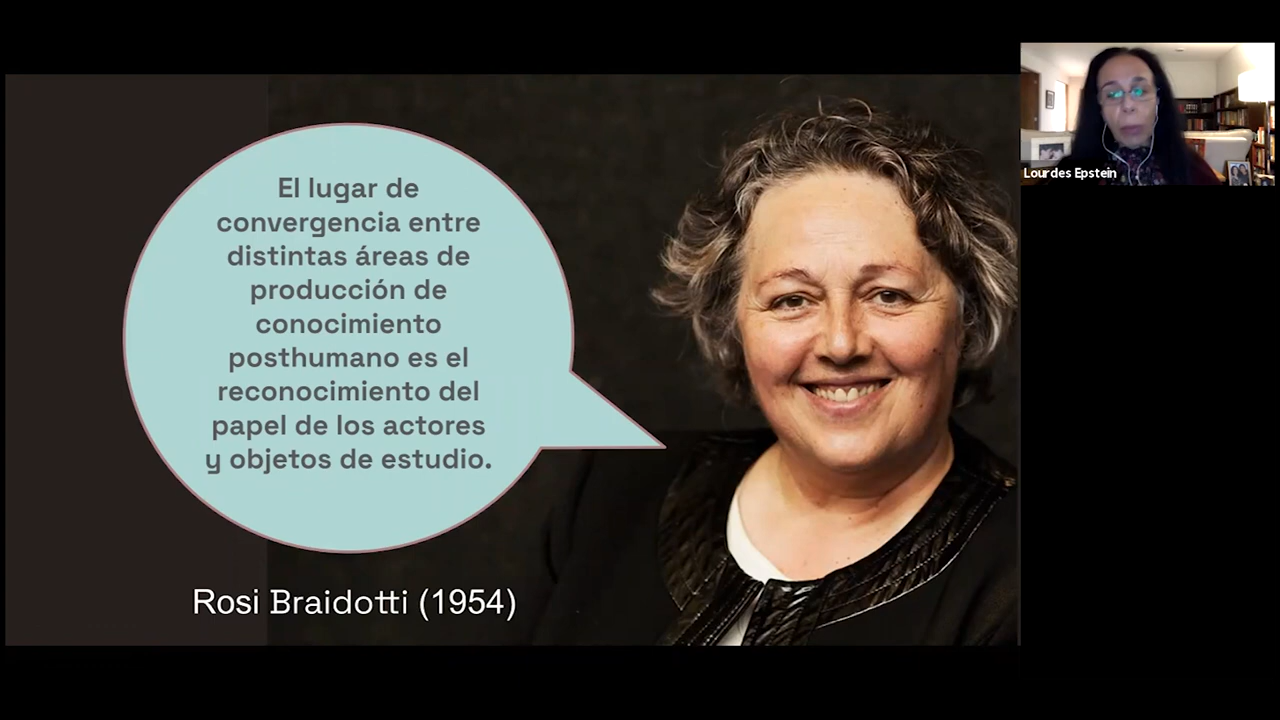 El lugar de
convergencia entre
distintas áreas de
producción de
conocimiento
posthumano es el
reconocimiento del
papel de los actores
y objetos de estudio.
Rosi Braidotti (1954)
Lourdes Epstein